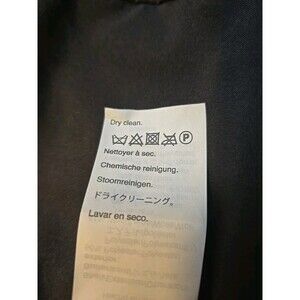 Dry clean.
P
Nettoyer à sec.
Chemische reinigung.
Stoomreinigen.
ドライクリーニング。
Lavar en seco.